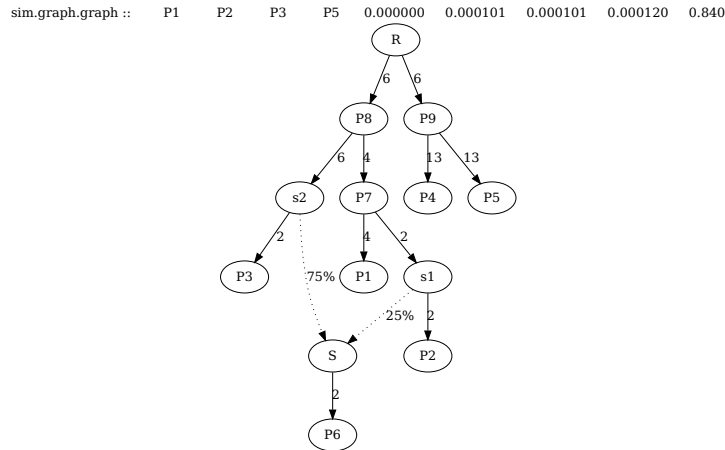 sim.graph.graph :: P1 P2 P3 P5 0.000000 0.000101 0.000101 0.000120 0.840
R
6 6
P8 P9
6 4 13 13
s2 P7 P4 P5
2 4 2
P3 75% P1 s1
25% 2
S P2
2
P6